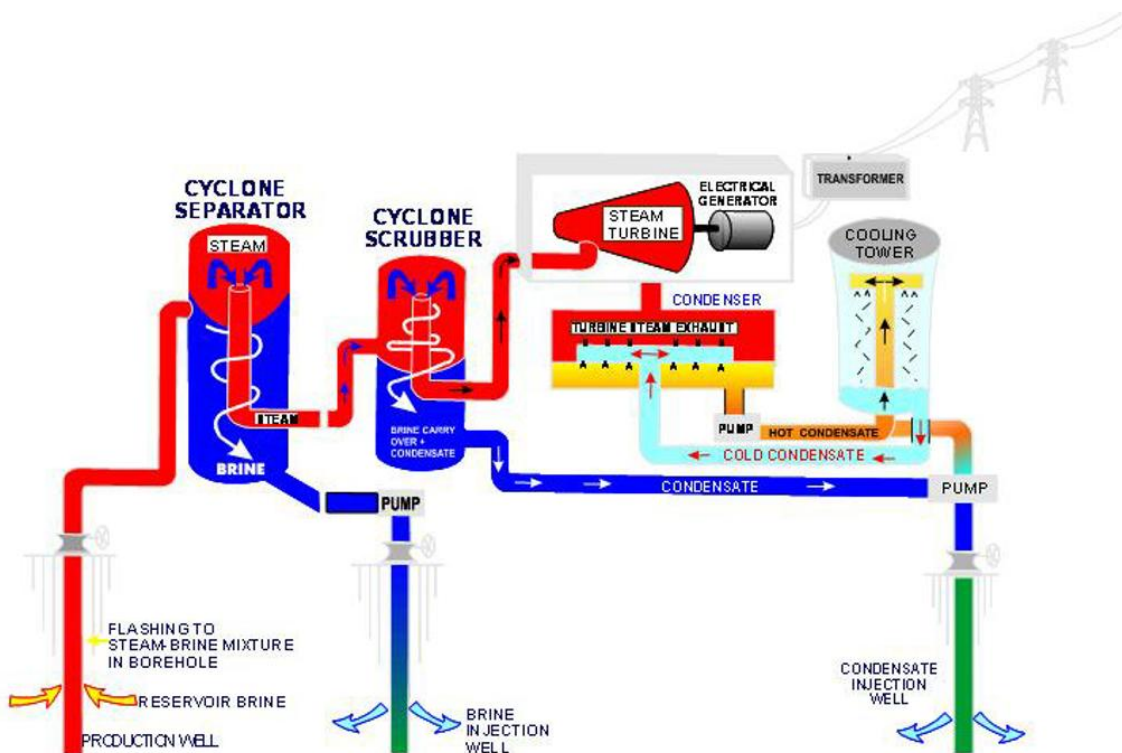 CYCLONE
SEPARATOR
STEAM
CYCLONE
SCRUBBER
STEAM
TURBINE
ELECTRICAL
GENERATOR
TRANSFORMER
COOLING
TOWER
CONDENSER
TURBINE STEAM EXHAUST
STEAM
BRINE CARRY
OVER +
CONDENSATE
BRINE
PUMP
HOT CONDENSATE
COLD CONDENSATE
CONDENSATE
PUMP
PUMP
FLASHING TO
STEAM-BRINE MIXTURE
IN BOREHOLE
RESERVOIR BRINE
PRODUCTION WELL
BRINE
INJECTION
WELL
CONDENSATE
INJECTION
WELL